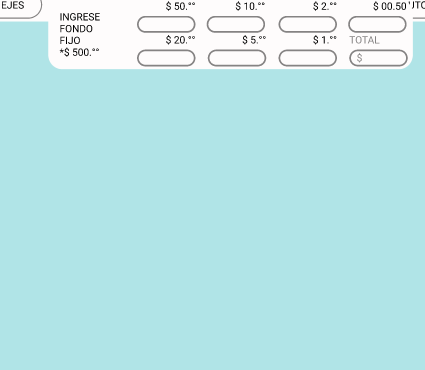 EJES
$ 50.°° $ 10.°° $ 2.°° $ 00.50
INGRESE
FONDO
FIJO
*$ 500.°°
$ 20.°° $ 5.°° $ 1.°° TOTAL
$